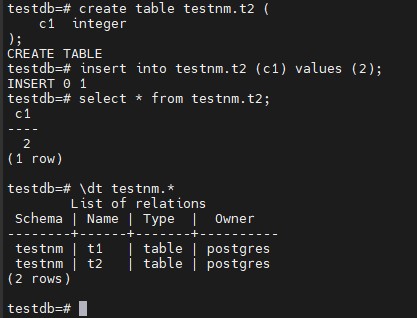 testdb=# create table testnm.t2 (
    c1  integer
);
CREATE TABLE
testdb=# insert into testnm.t2 (c1) values (2);
INSERT 0 1
testdb=# select * from testnm.t2;
 c1
----
  2
(1 row)

testdb=# \dt testnm.*
        List of relations
 Schema | Name | Type  |  Owner
--------+------+-------+----------
 testnm | t1   | table | postgres
 testnm | t2   | table | postgres
(2 rows)

testdb=#